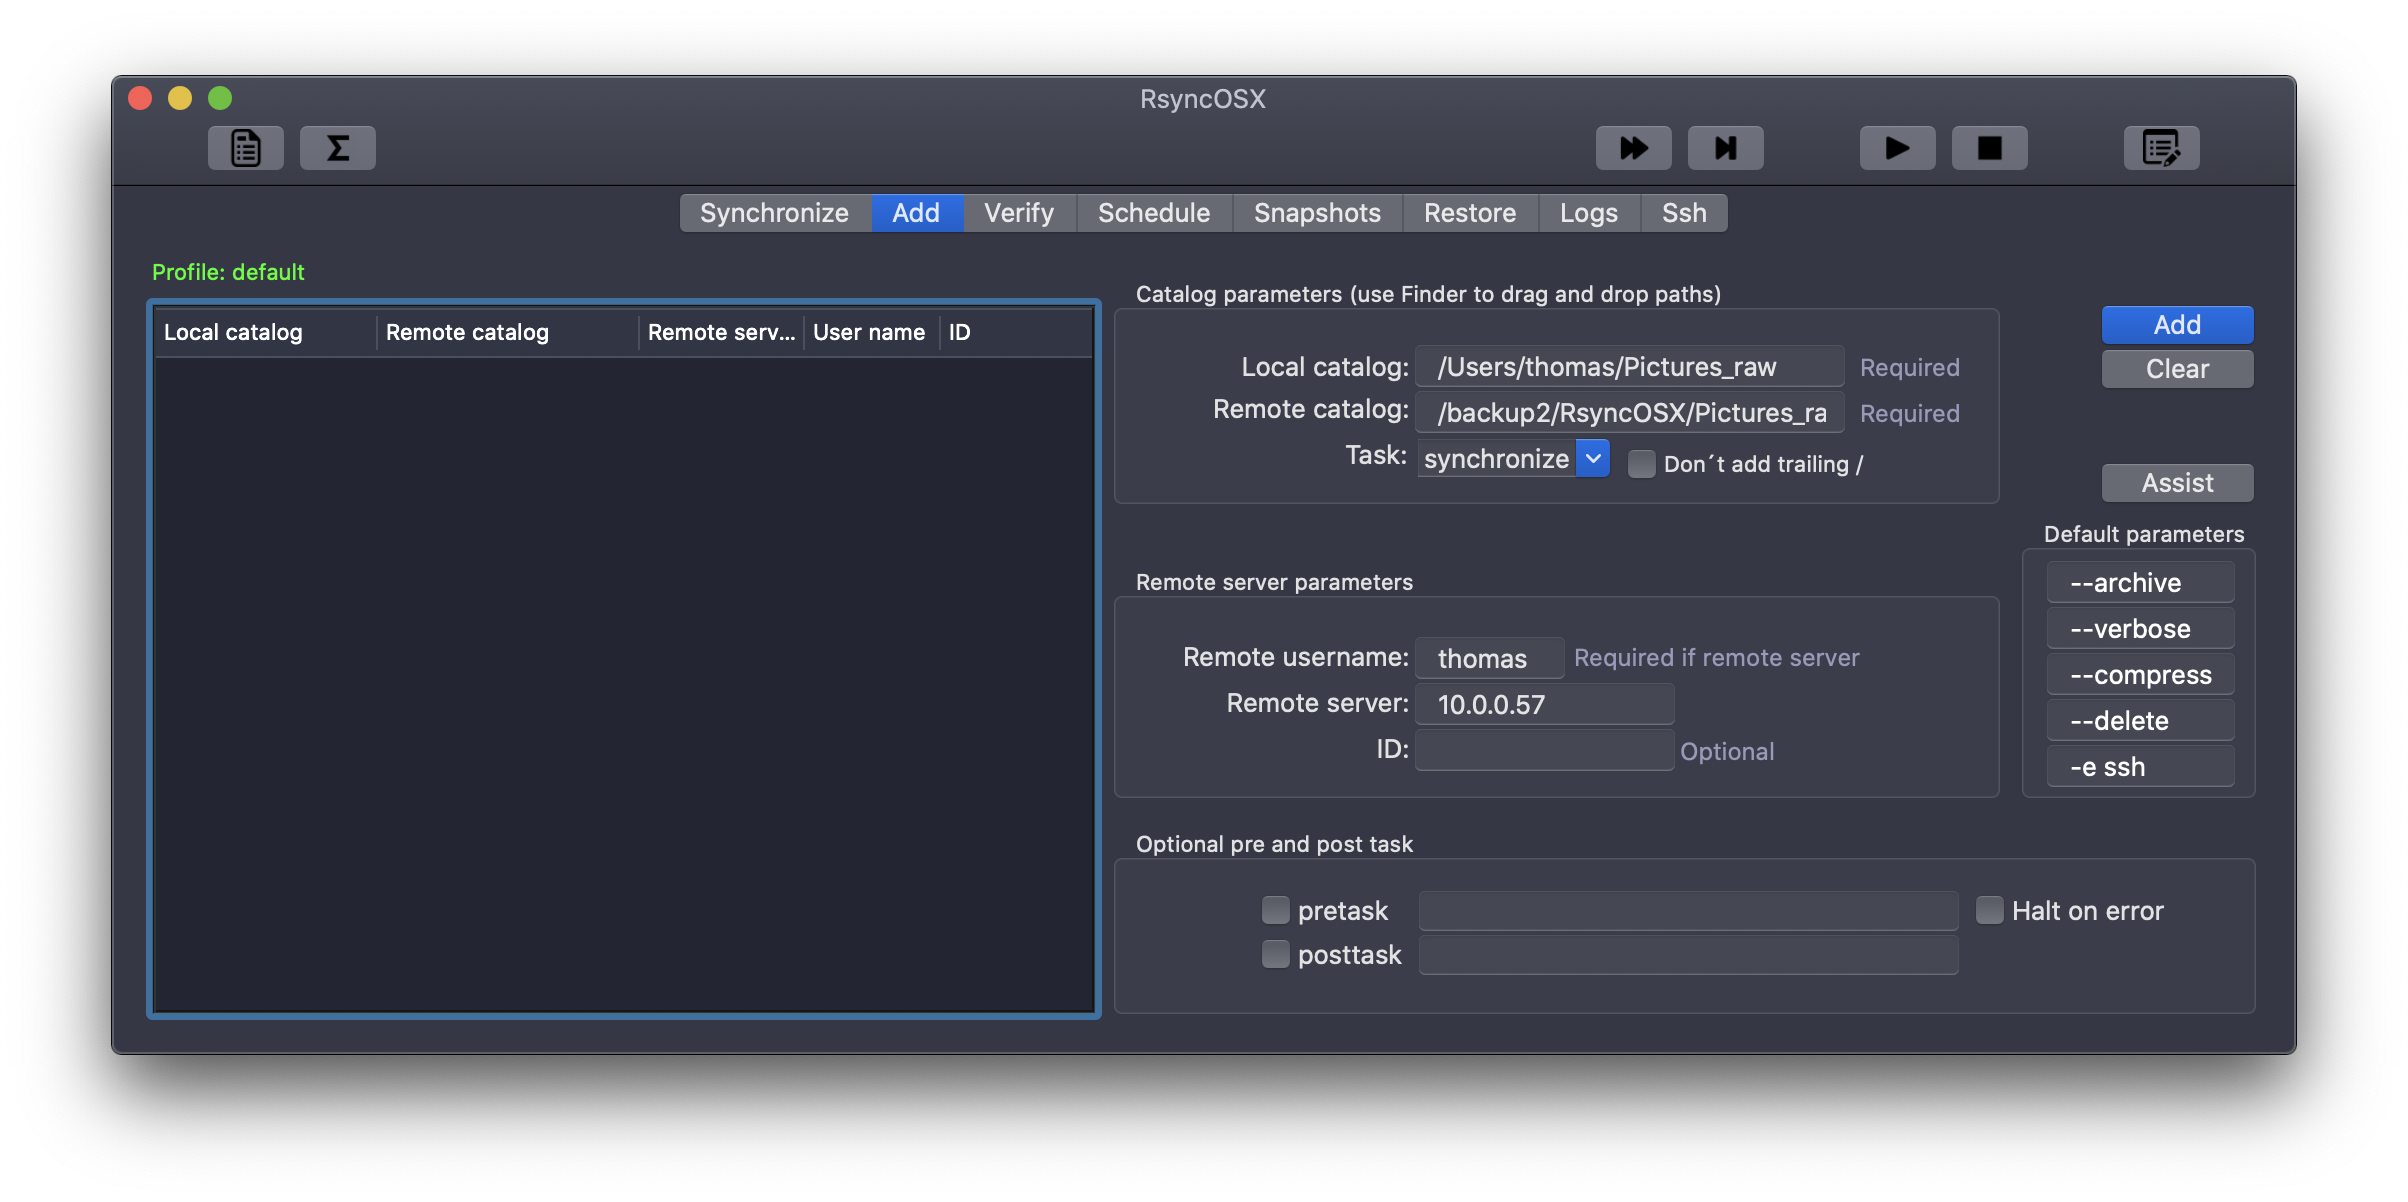 RsyncOSX
Σ
Synchronize Add Verify Schedule Snapshots Restore Logs Ssh
Profile: default
Local catalog Remote catalog Remote serv... User name ID
Catalog parameters (use Finder to drag and drop paths)
Local catalog: /Users/thomas/Pictures_raw Required
Remote catalog: /backup2/RsyncOSX/Pictures_ra Required
Task: synchronize Don´t add trailing /
Add
Clear
Assist
Remote server parameters
Remote username: thomas Required if remote server
Remote server: 10.0.0.57
ID: Optional
Default parameters
--archive
--verbose
--compress
--delete
-e ssh
Optional pre and post task
pretask Halt on error
posttask